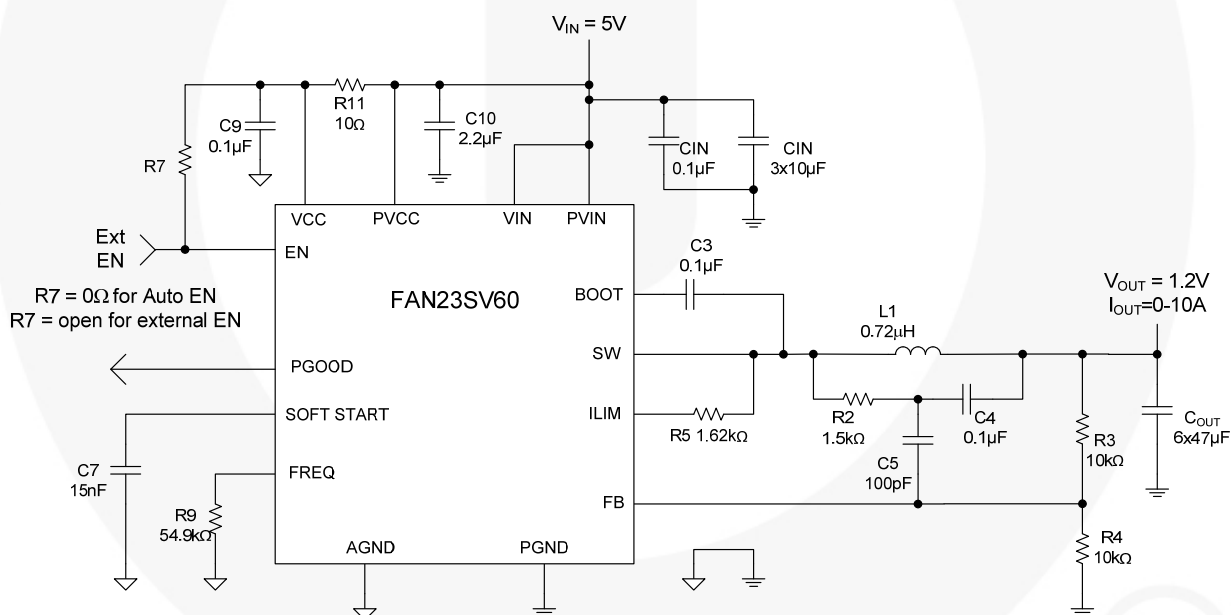 V_IN = 5V
R11
10Ω
C9
0.1µF
C10
2.2µF
CIN
0.1µF
CIN
3x10µF
R7
VCC
PVCC
VIN
PVIN
Ext
EN
EN
R7 = 0Ω for Auto EN
R7 = open for external EN
FAN23SV60
BOOT
C3
0.1µF
V_OUT = 1.2V
I_OUT=0-10A
L1
0.72µH
SW
PGOOD
SOFT START
ILIM
R5 1.62kΩ
R2
1.5kΩ
C4
0.1µF
C5
100pF
R3
10kΩ
C_OUT
6x47µF
C7
15nF
FREQ
R9
54.9kΩ
FB
AGND
PGND
R4
10kΩ